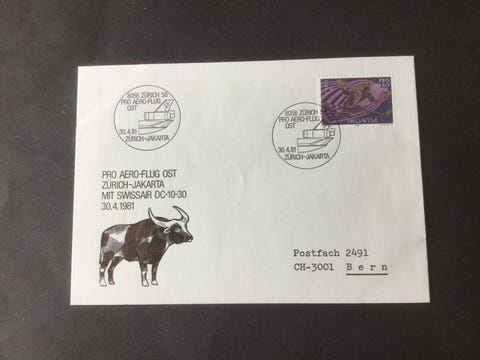 8058 ZÜRICH 58
PRO AERO-FLUG
OST
30.4.81
ZÜRICH-JAKARTA
8058 ZÜRICH 58
PRO AERO-FLUG
OST
30.4.81
ZÜRICH-JAKARTA
PRO
AERO
HELVETIA
PRO AERO-FLUG OST
ZÜRICH-JAKARTA
MIT SWISSAIR DC-10-30
30.4.1981
Postfach 2491
CH-3001 Bern